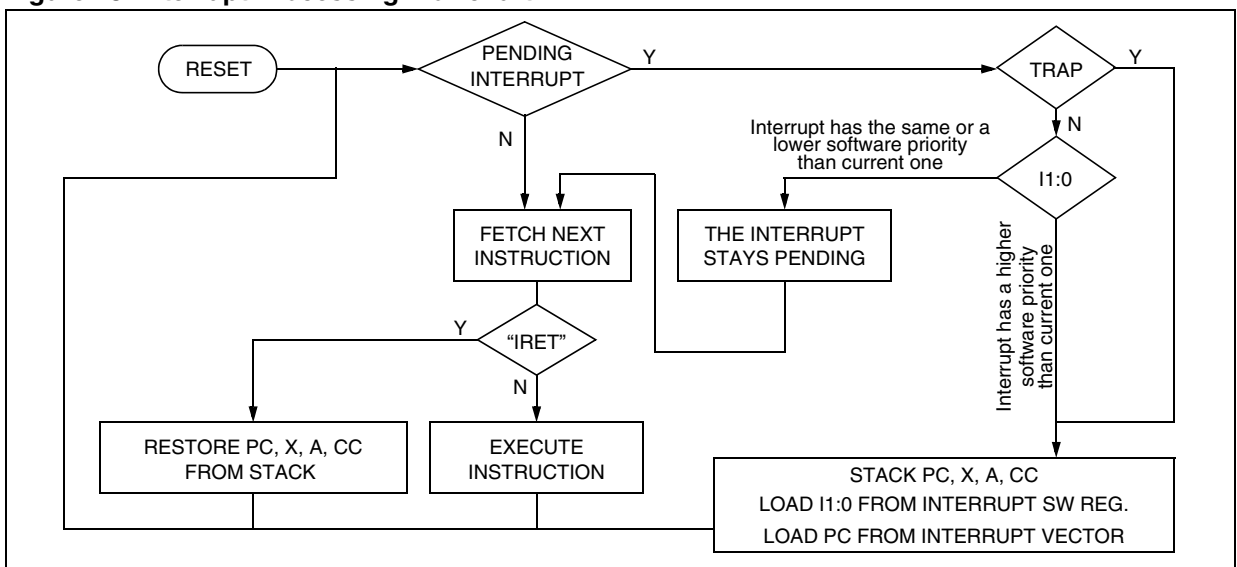 RESET
PENDING
INTERRUPT
Y
TRAP
Y
N
N
Interrupt has the same or a
lower software priority
than current one
I1:0
FETCH NEXT
INSTRUCTION
THE INTERRUPT
STAYS PENDING
Interrupt has a higher
software priority
than current one
Y
“IRET”
N
RESTORE PC, X, A, CC
FROM STACK
EXECUTE
INSTRUCTION
STACK PC, X, A, CC
LOAD I1:0 FROM INTERRUPT SW REG.
LOAD PC FROM INTERRUPT VECTOR